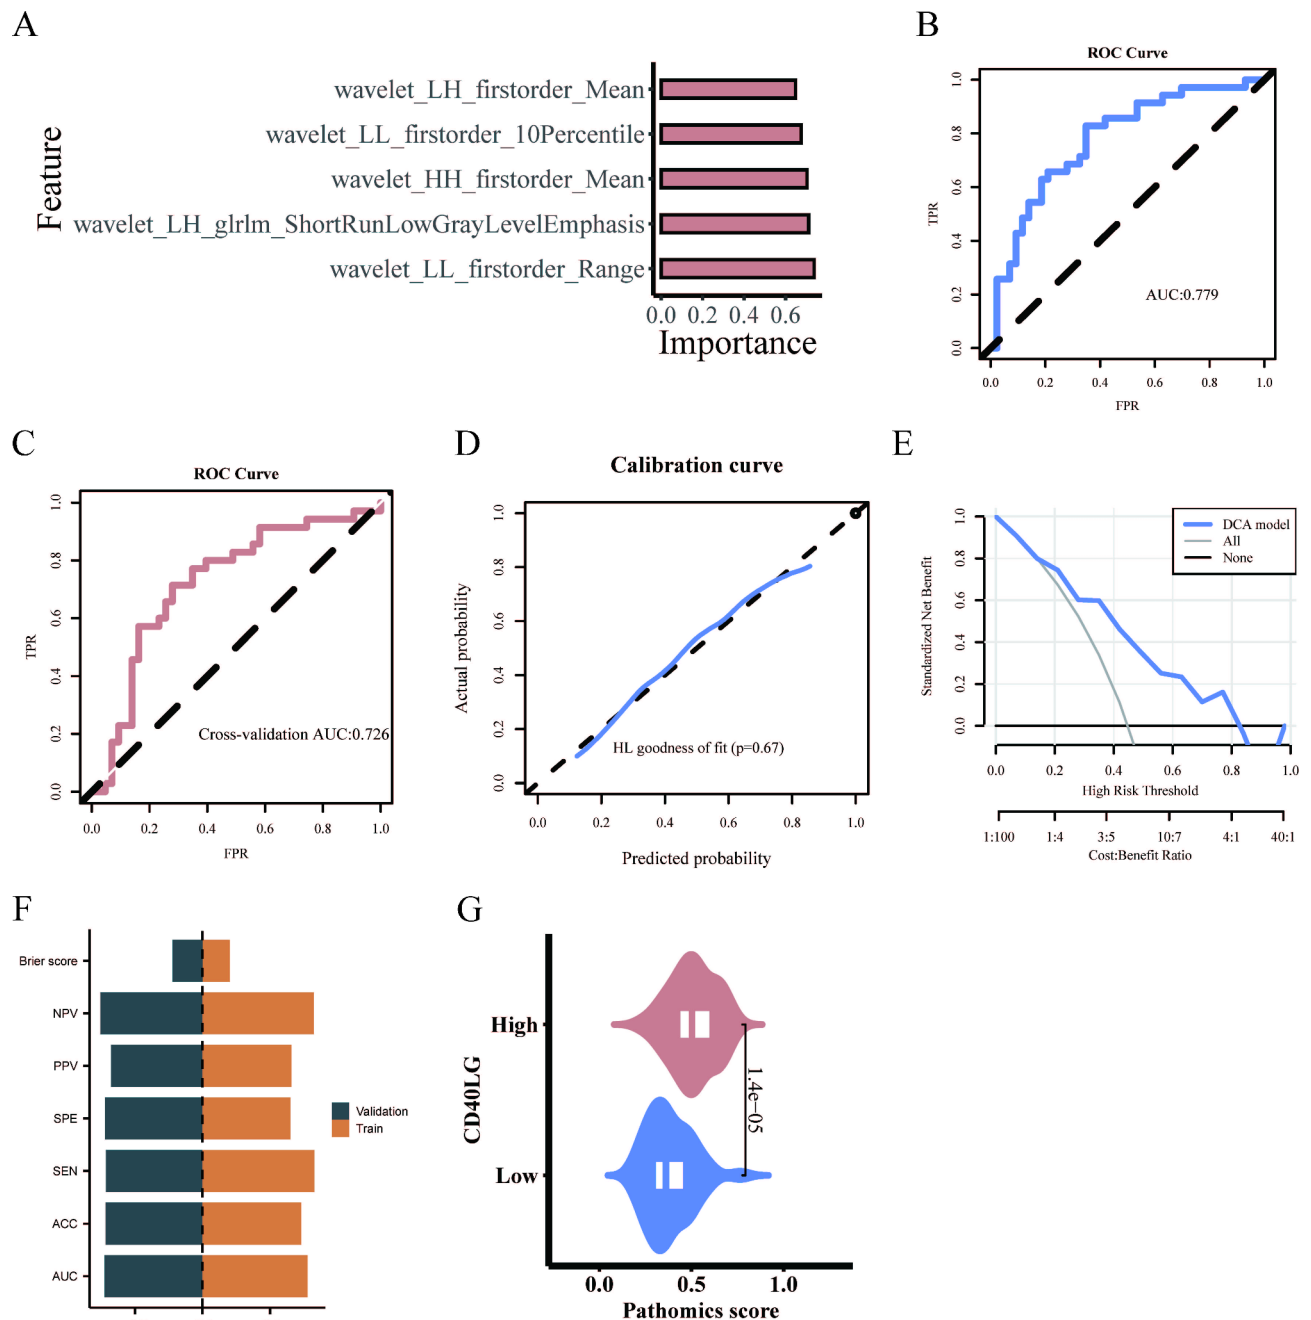 A
Feature
wavelet_LH_firstorder_Mean
wavelet_LL_firstorder_10Percentile
wavelet_HH_firstorder_Mean
wavelet_LH_glrlm_ShortRunLowGrayLevelEmphasis
wavelet_LL_firstorder_Range
0.0 0.2 0.4 0.6
Importance
B
ROC Curve
TPR
1.0
0.8
0.6
0.4
0.2
0.0
AUC:0.779
0.0 0.2 0.4 0.6 0.8 1.0
FPR
C
ROC Curve
TPR
1.0
0.8
0.6
0.4
0.2
0.0
Cross-validation AUC:0.726
0.0 0.2 0.4 0.6 0.8 1.0
FPR
D
Calibration curve
Actual probability
1.0
0.8
0.6
0.4
0.2
0.0
HL goodness of fit (p=0.67)
0.0 0.2 0.4 0.6 0.8 1.0
Predicted probability
E
Standardized Net Benefit
1.0
0.8
0.6
0.4
0.2
0.0
DCA model
All
None
0.0 0.2 0.4 0.6 0.8 1.0
High Risk Threshold
1:100 1:4 3:5 10:7 4:1 40:1
Cost:Benefit Ratio
F
Brier score
NPV
PPV
SPE
SEN
ACC
AUC
Validation
Train
G
CD40LG
High
Low
1.4e−05
0.0 0.5 1.0
Pathomics score